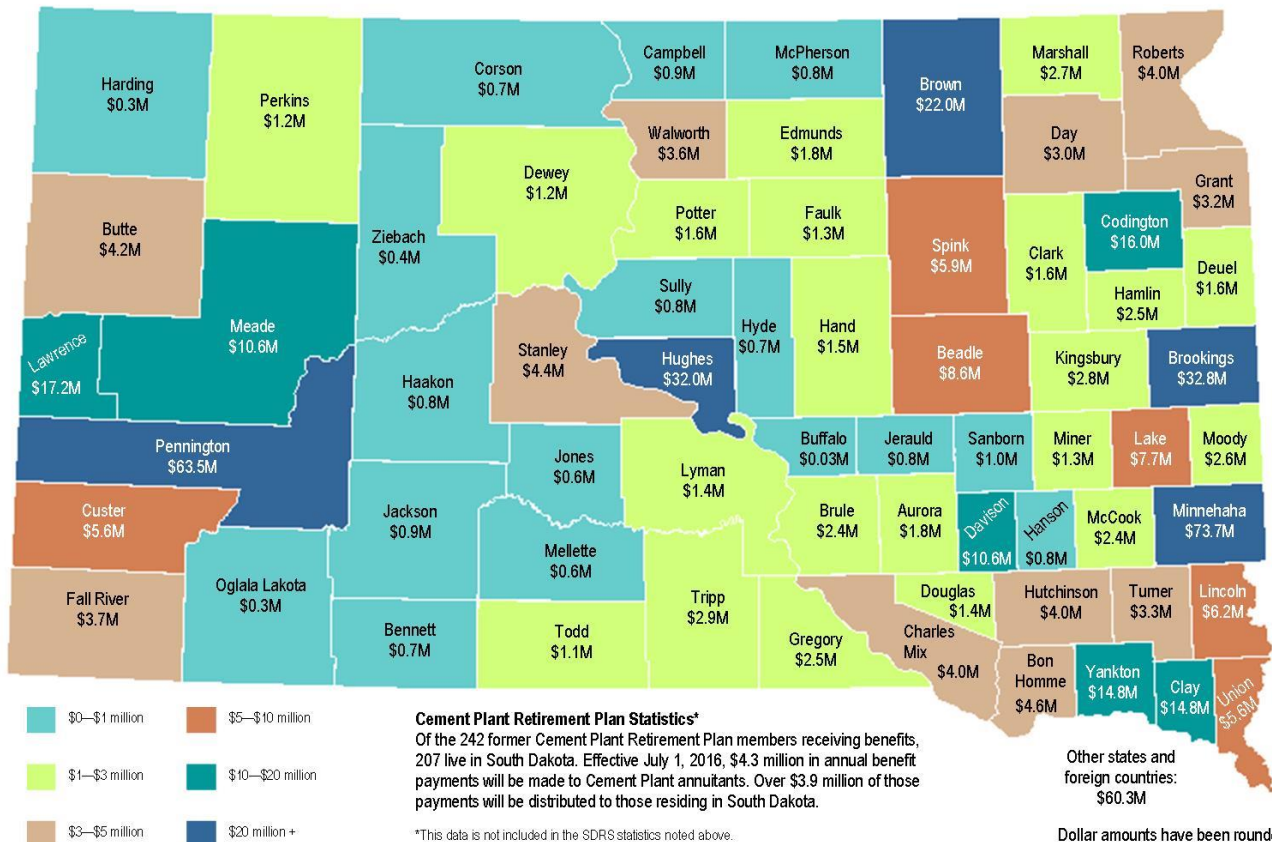 Harding
$0.3M
Perkins
$1.2M
Corson
$0.7M
Campbell
$0.9M
McPherson
$0.8M
Brown
$22.0M
Marshall
$2.7M
Roberts
$4.0M
Walworth
$3.6M
Edmunds
$1.8M
Day
$3.0M
Dewey
$1.2M
Grant
$3.2M
Butte
$4.2M
Ziebach
$0.4M
Potter
$1.6M
Faulk
$1.3M
Spink
$5.9M
Clark
$1.6M
Codington
$16.0M
Deuel
$1.6M
Hamlin
$2.5M
Meade
$10.6M
Sully
$0.8M
Hyde
$0.7M
Hand
$1.5M
Lawrence
$17.2M
Haakon
$0.8M
Stanley
$4.4M
Hughes
$32.0M
Beadle
$8.6M
Kingsbury
$2.8M
Brookings
$32.8M
Pennington
$63.5M
Jones
$0.6M
Lyman
$1.4M
Buffalo
$0.03M
Jerauld
$0.8M
Sanborn
$1.0M
Miner
$1.3M
Lake
$7.7M
Moody
$2.6M
Custer
$5.6M
Jackson
$0.9M
Mellette
$0.6M
Brule
$2.4M
Aurora
$1.8M
Davison
$10.6M
Hanson
$0.8M
McCook
$2.4M
Minnehaha
$73.7M
Fall River
$3.7M
Oglala Lakota
$0.3M
Bennett
$0.7M
Todd
$1.1M
Tripp
$2.9M
Gregory
$2.5M
Charles
Mix
$4.0M
Douglas
$1.4M
Hutchinson
$4.0M
Turner
$3.3M
Lincoln
$6.2M
Bon
Homme
$4.6M
Yankton
$14.8M
Clay
$14.8M
Union
$5.6M
$0—$1 million
$5—$10 million
$1—$3 million
$10—$20 million
$3—$5 million
$20 million +
Cement Plant Retirement Plan Statistics*
Of the 242 former Cement Plant Retirement Plan members receiving benefits,
207 live in South Dakota. Effective July 1, 2016, $4.3 million in annual benefit
payments will be made to Cement Plant annuitants. Over $3.9 million of those
payments will be distributed to those residing in South Dakota.
*This data is not included in the SDRS statistics noted above.
Other states and
foreign countries:
$60.3M
Dollar amounts have been